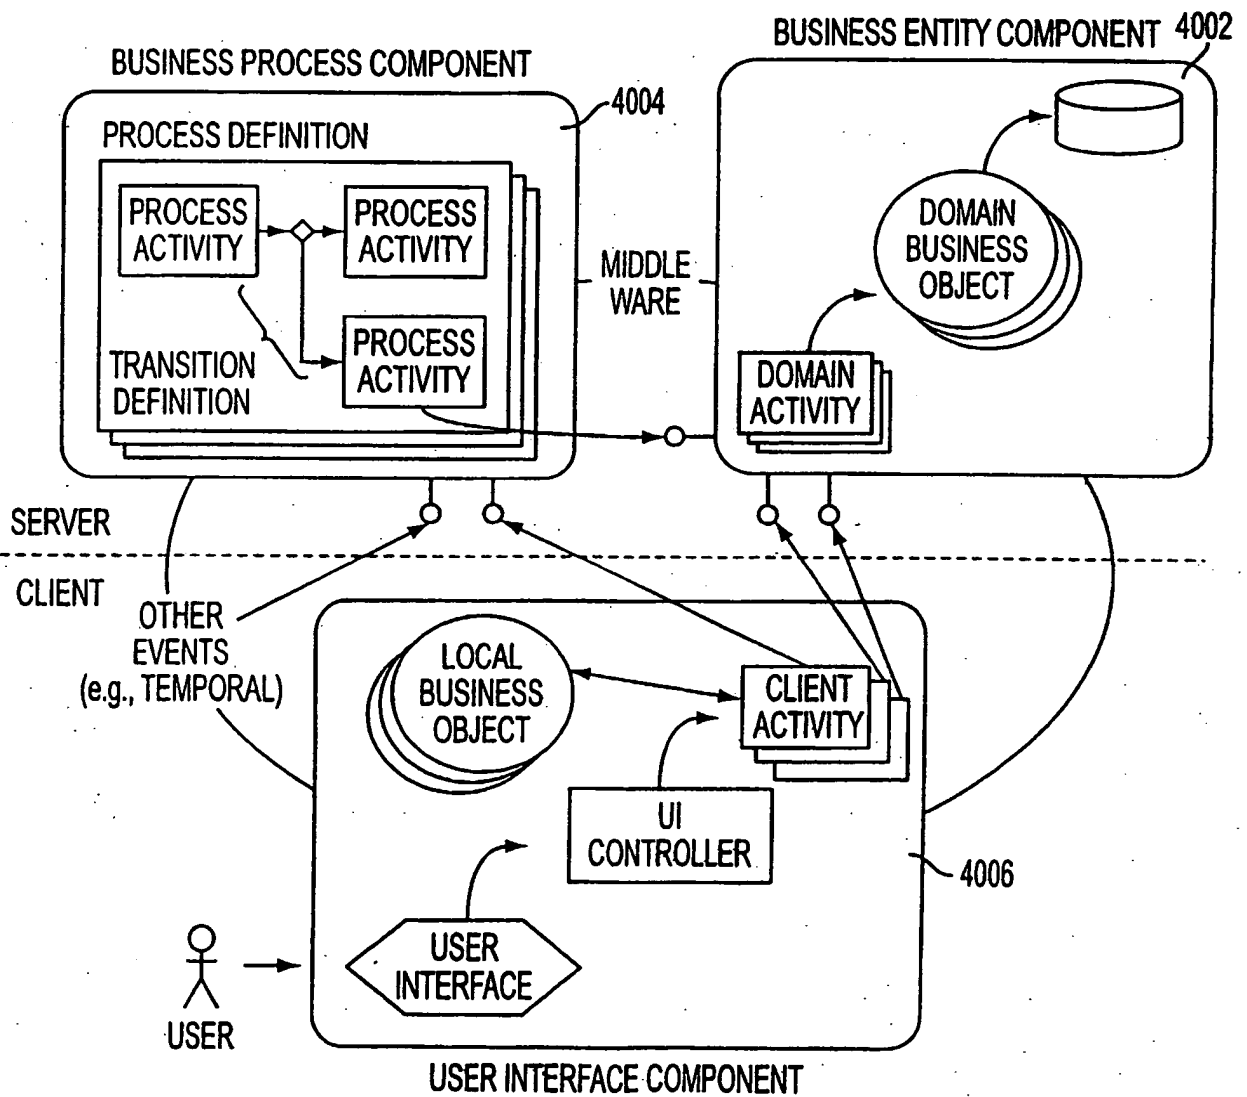 BUSINESS ENTITY COMPONENT 4002
BUSINESS PROCESS COMPONENT
4004
PROCESS DEFINITION
PROCESS
ACTIVITY
PROCESS
ACTIVITY
PROCESS
ACTIVITY
TRANSITION
DEFINITION
MIDDLE
WARE
DOMAIN
BUSINESS
OBJECT
DOMAIN
ACTIVITY
SERVER
CLIENT
OTHER
EVENTS
(e.g., TEMPORAL)
LOCAL
BUSINESS
OBJECT
CLIENT
ACTIVITY
UI
CONTROLLER
4006
USER
INTERFACE
USER
USER INTERFACE COMPONENT